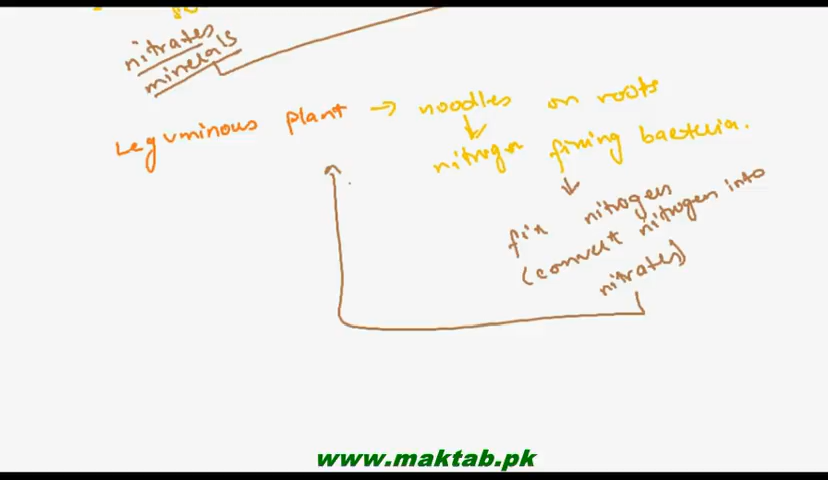 nitrates
minerals
Leguminous plant → noodles on roots
nitrogen fixing bacteria.
fix nitrogen
(convert nitrogen into
nitrates)
www.maktab.pk